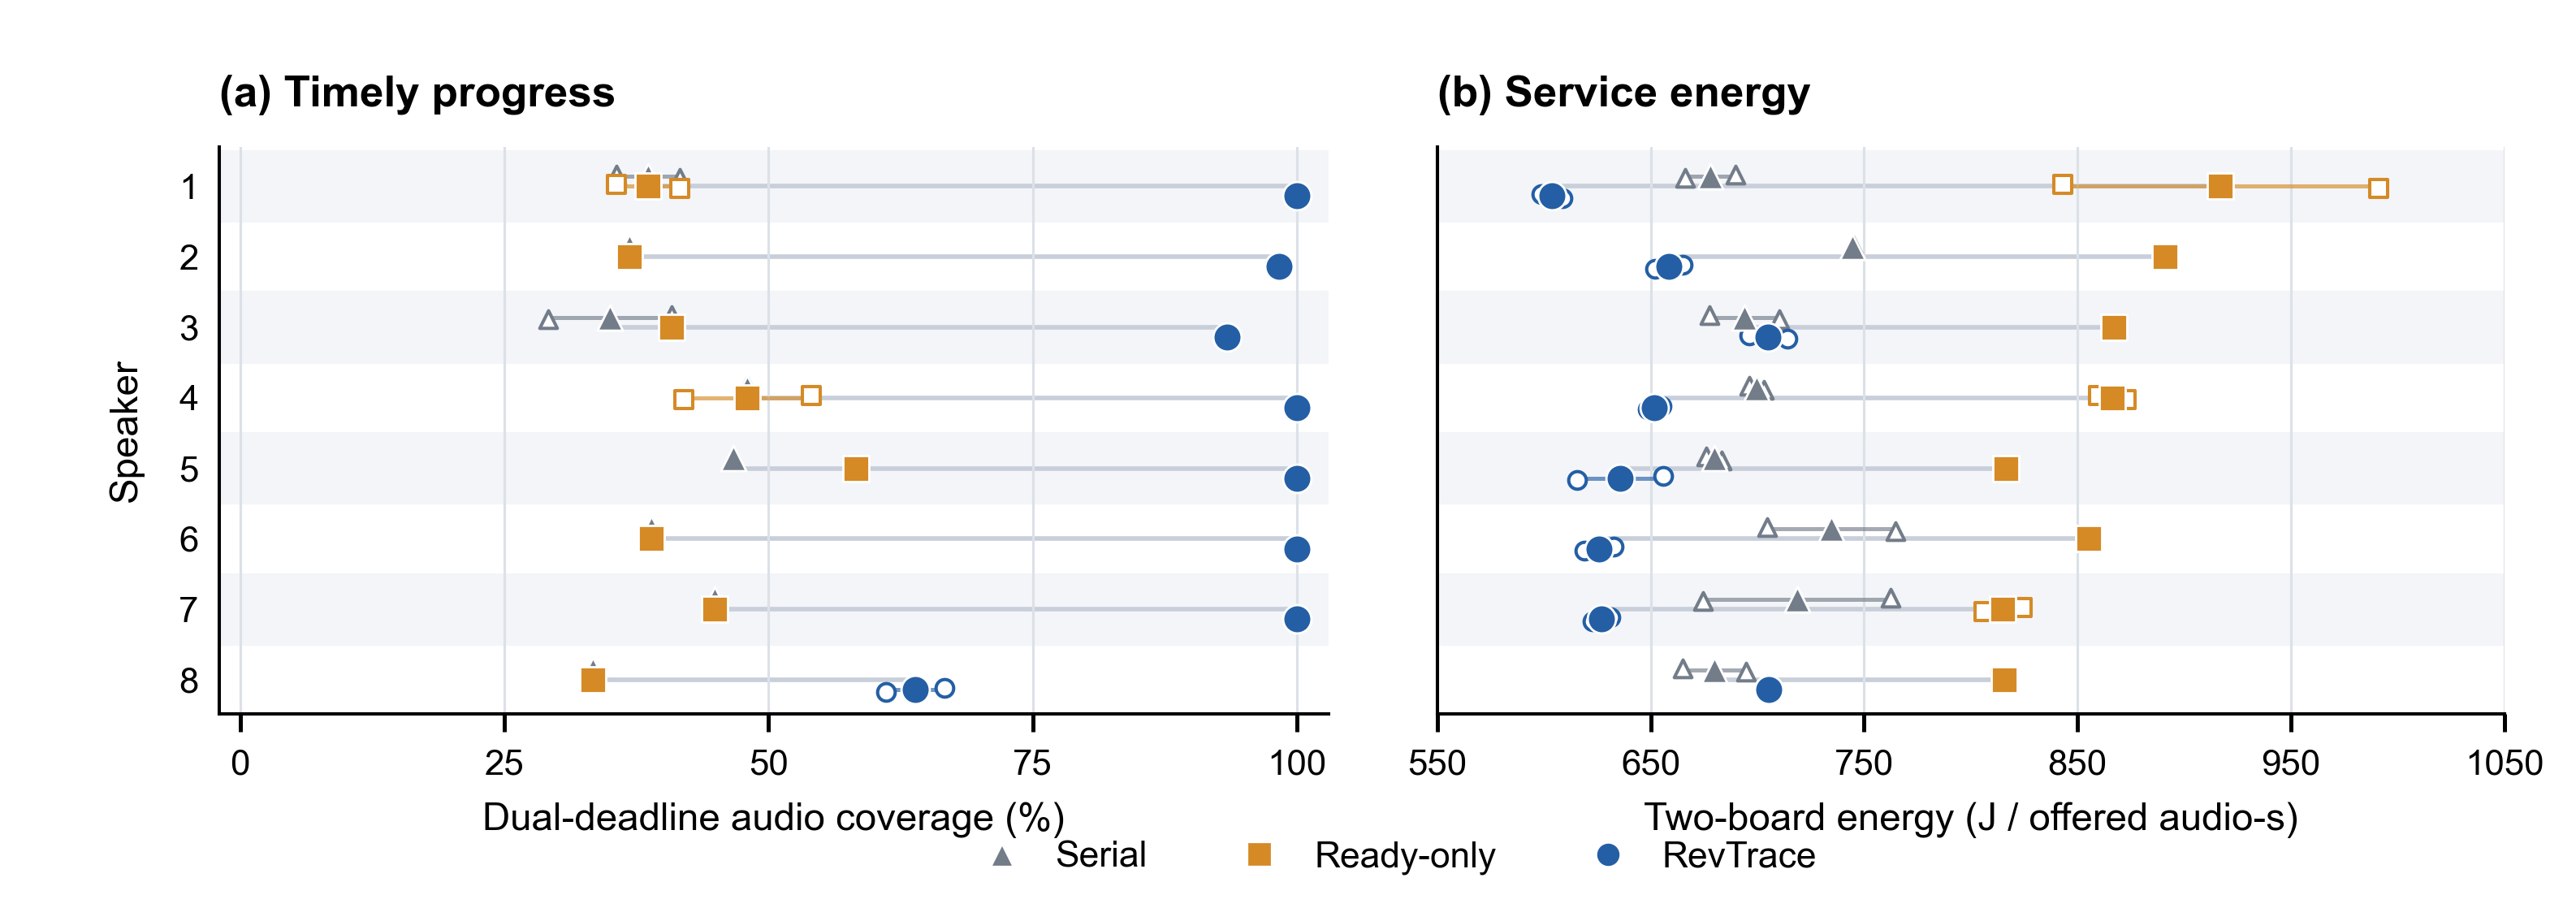 (a) Timely progress
(b) Service energy
Speaker
1
2
3
4
5
6
7
8
0 25 50 75 100
550 650 750 850 950 1050
Dual-deadline audio coverage (%)
Two-board energy (J / offered audio-s)
Serial Ready-only RevTrace